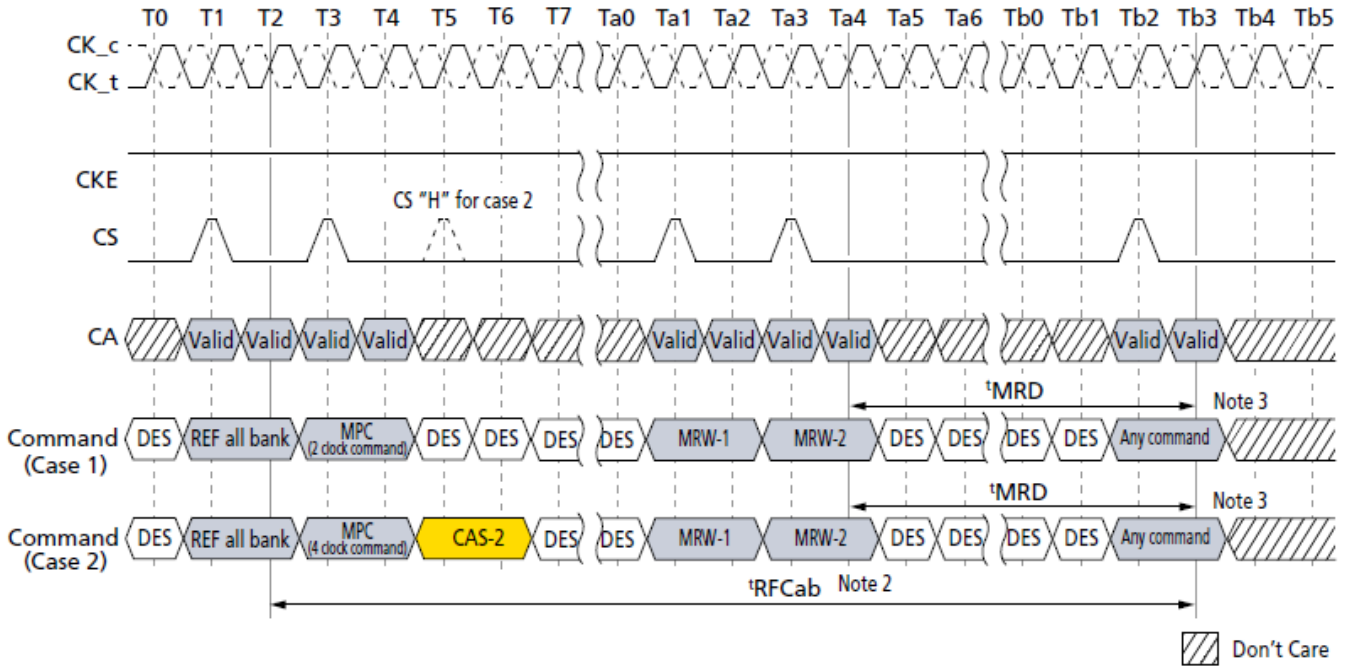 T0 T1 T2 T3 T4 T5 T6 T7 Ta0 Ta1 Ta2 Ta3 Ta4 Ta5 Ta6 Tb0 Tb1 Tb2 Tb3 Tb4 Tb5
CK_c
CK_t
CKE
CS "H" for case 2
CS
CA Valid Valid Valid Valid Valid Valid Valid Valid Valid Valid
tMRD Note 3
Command (Case 1) DES REF all bank MPC (2 clock command) DES DES DES DES MRW-1 MRW-2 DES DES DES DES Any command
tMRD Note 3
Command (Case 2) DES REF all bank MPC (4 clock command) CAS-2 DES DES MRW-1 MRW-2 DES DES DES DES Any command
tRFCab Note 2
Don't Care